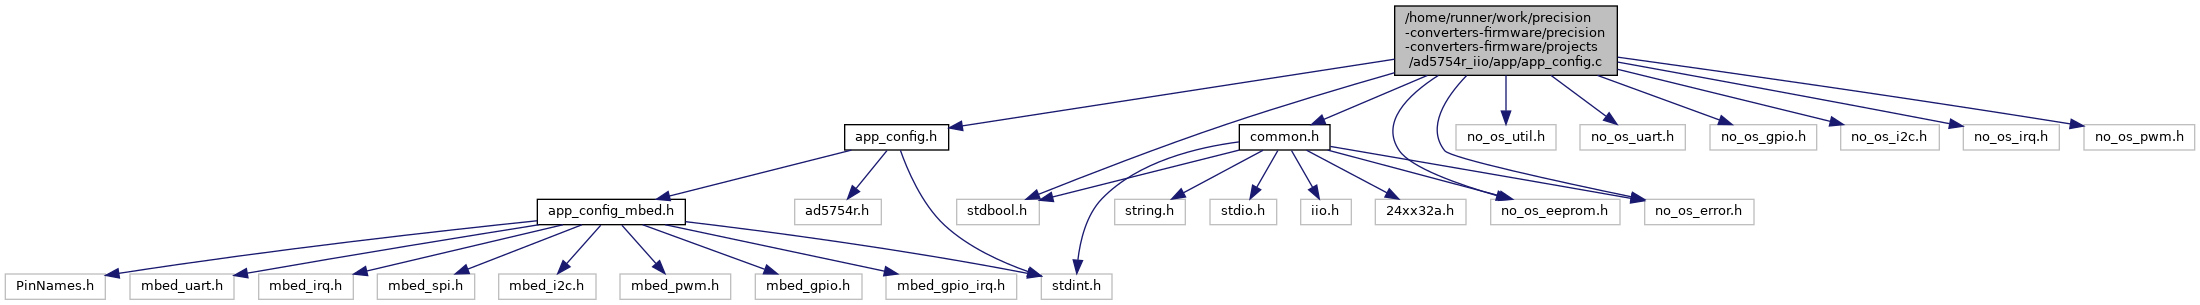 /home/runner/work/precision
-converters-firmware/precision
-converters-firmware/projects
/ad5754r_iio/app/app_config.c
app_config.h
common.h
no_os_util.h
no_os_uart.h
no_os_gpio.h
no_os_i2c.h
no_os_irq.h
no_os_pwm.h
app_config_mbed.h
ad5754r.h
stdbool.h
string.h
stdio.h
iio.h
24xx32a.h
no_os_eeprom.h
no_os_error.h
PinNames.h
mbed_uart.h
mbed_irq.h
mbed_spi.h
mbed_i2c.h
mbed_pwm.h
mbed_gpio.h
mbed_gpio_irq.h
stdint.h